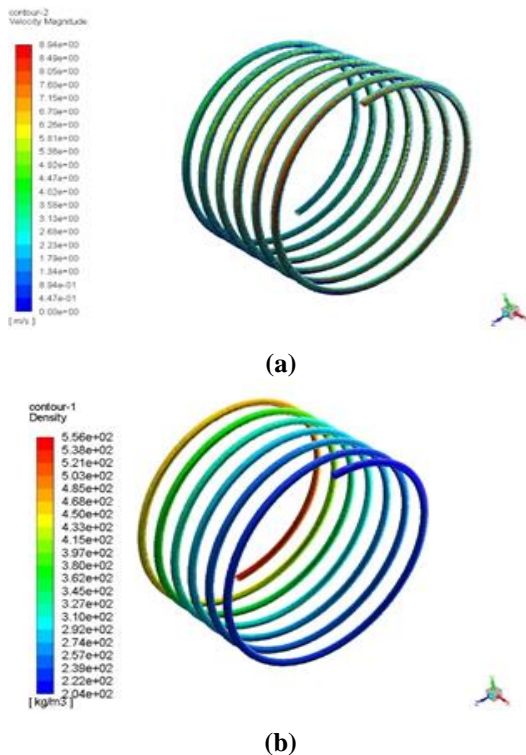 contour-2
Velocity Magnitude
8.94e+00
8.49e+00
8.05e+00
7.60e+00
7.15e+00
6.70e+00
6.26e+00
5.81e+00
5.36e+00
4.92e+00
4.47e+00
4.02e+00
3.58e+00
3.13e+00
2.68e+00
2.23e+00
1.79e+00
1.34e+00
8.94e-01
4.47e-01
0.00e+00
[ m/s ]
(a)
contour-1
Density
5.56e+02
5.38e+02
5.21e+02
5.03e+02
4.85e+02
4.68e+02
4.50e+02
4.33e+02
4.15e+02
3.97e+02
3.80e+02
3.62e+02
3.45e+02
3.27e+02
3.10e+02
2.92e+02
2.74e+02
2.57e+02
2.39e+02
2.22e+02
2.04e+02
[ kg/m3 ]
(b)